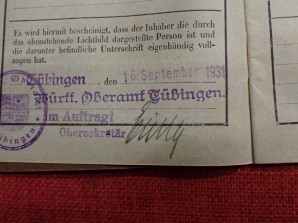 Es wird hiermit bescheinigt, dass der Inhaber die durch
das obenstehende Lichtbild dargestellte Person ist und
die darunter befindliche Unterschrift eigenhändig voll-
zogen hat.
Tübingen, den 16. September 1931
Württ. Oberamt Tübingen.
im Auftrag:
Obersekretär